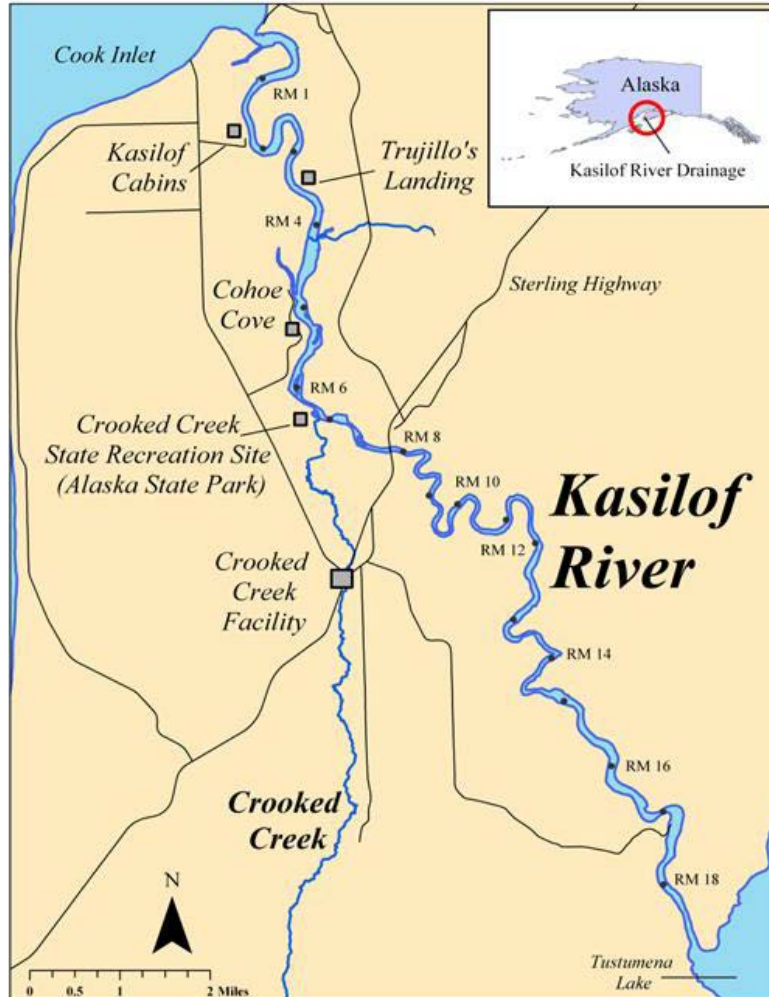 Cook Inlet
Alaska
Kasilof River Drainage
RM 1
Kasilof
Cabins
Trujillo's
Landing
RM 4
Sterling Highway
Cohoe
Cove
RM 6
Crooked Creek
State Recreation Site
(Alaska State Park)
RM 8
RM 10
Kasilof
River
RM 12
Crooked
Creek
Facility
RM 14
RM 16
Crooked
Creek
RM 18
N
Tustumena
Lake
0 0.5 1 2 Miles